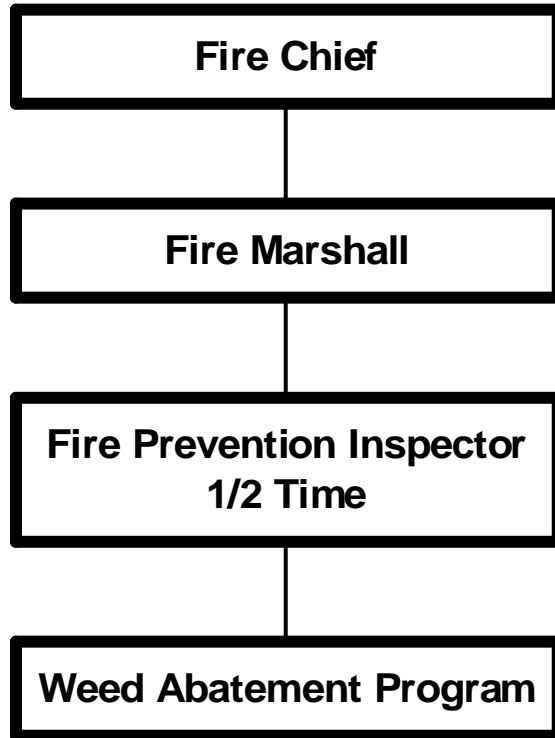 Fire Chief
Fire Marshall
Fire Prevention Inspector
1/2 Time
Weed Abatement Program